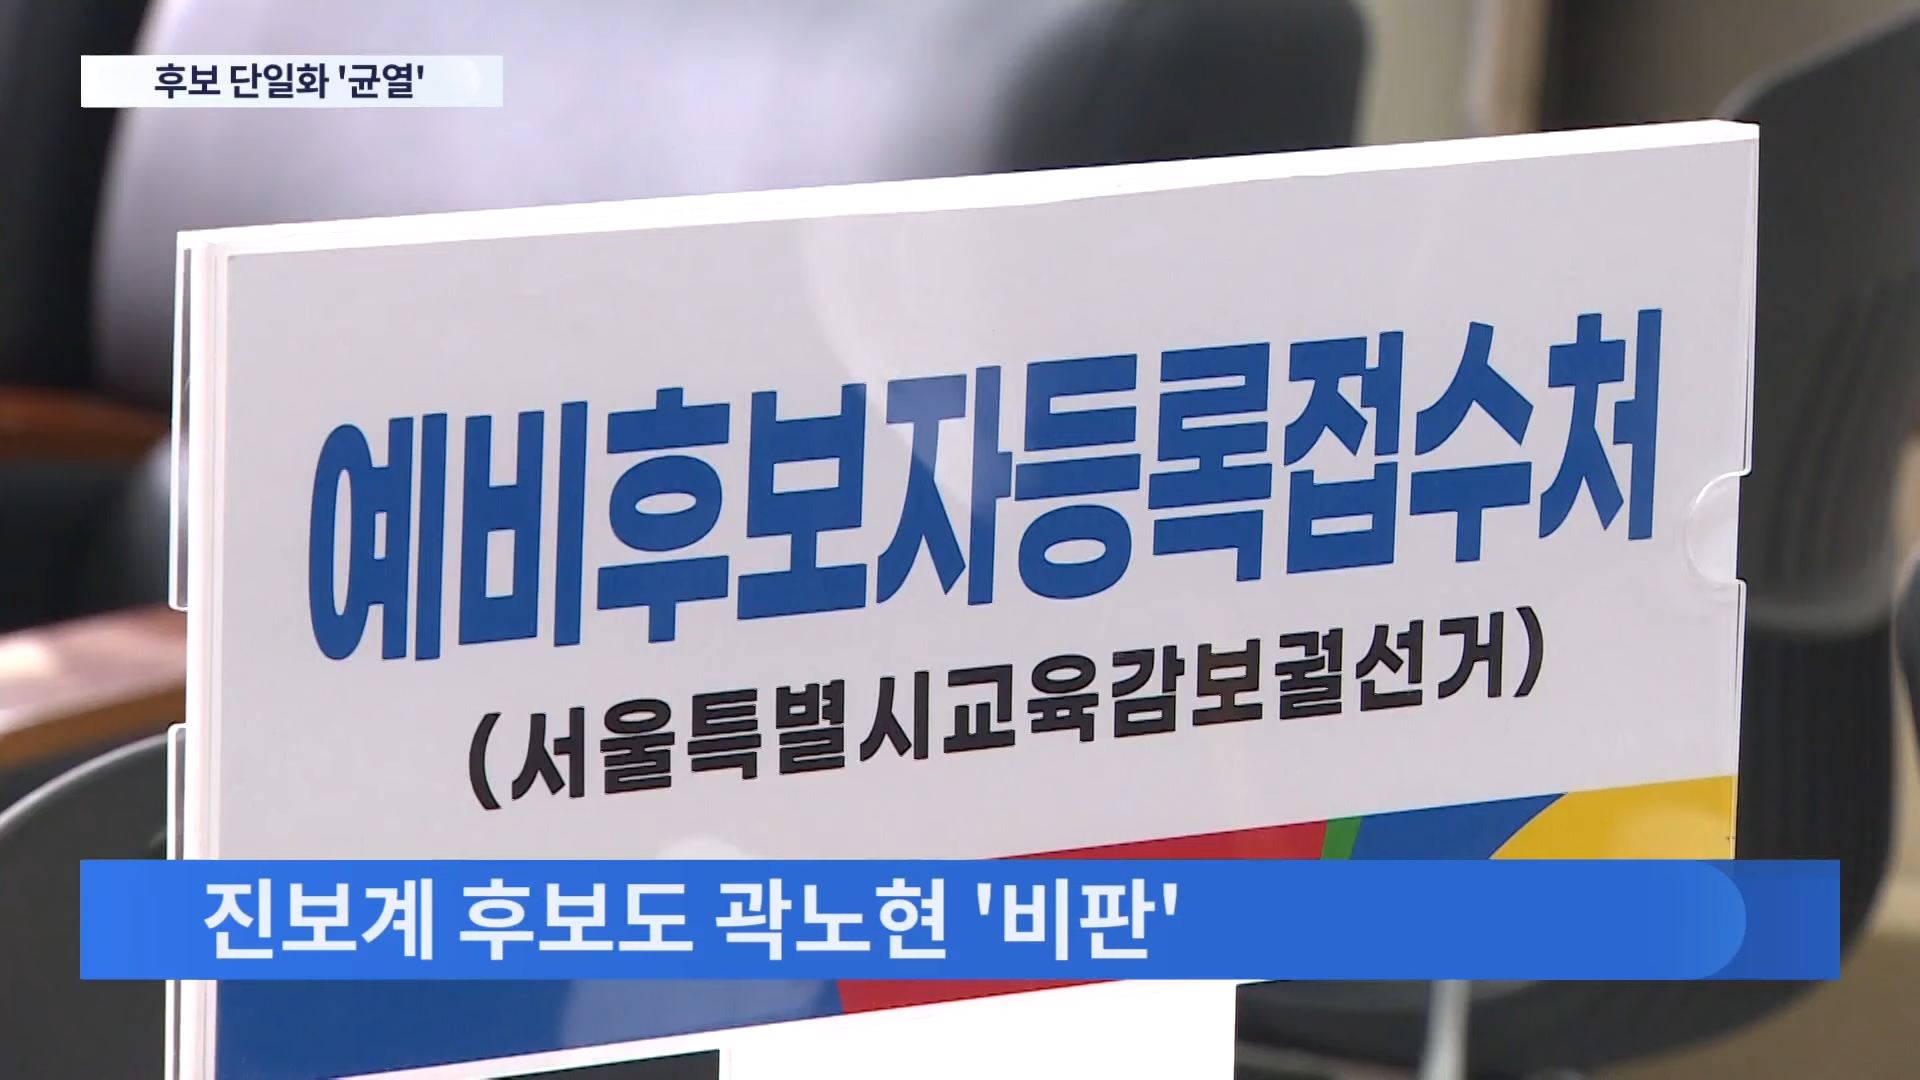 후보 단일화 '균열'
예비후보자등록접수처
(서울특별시교육감보궐선거)
진보계 후보도 곽노현 '비판'